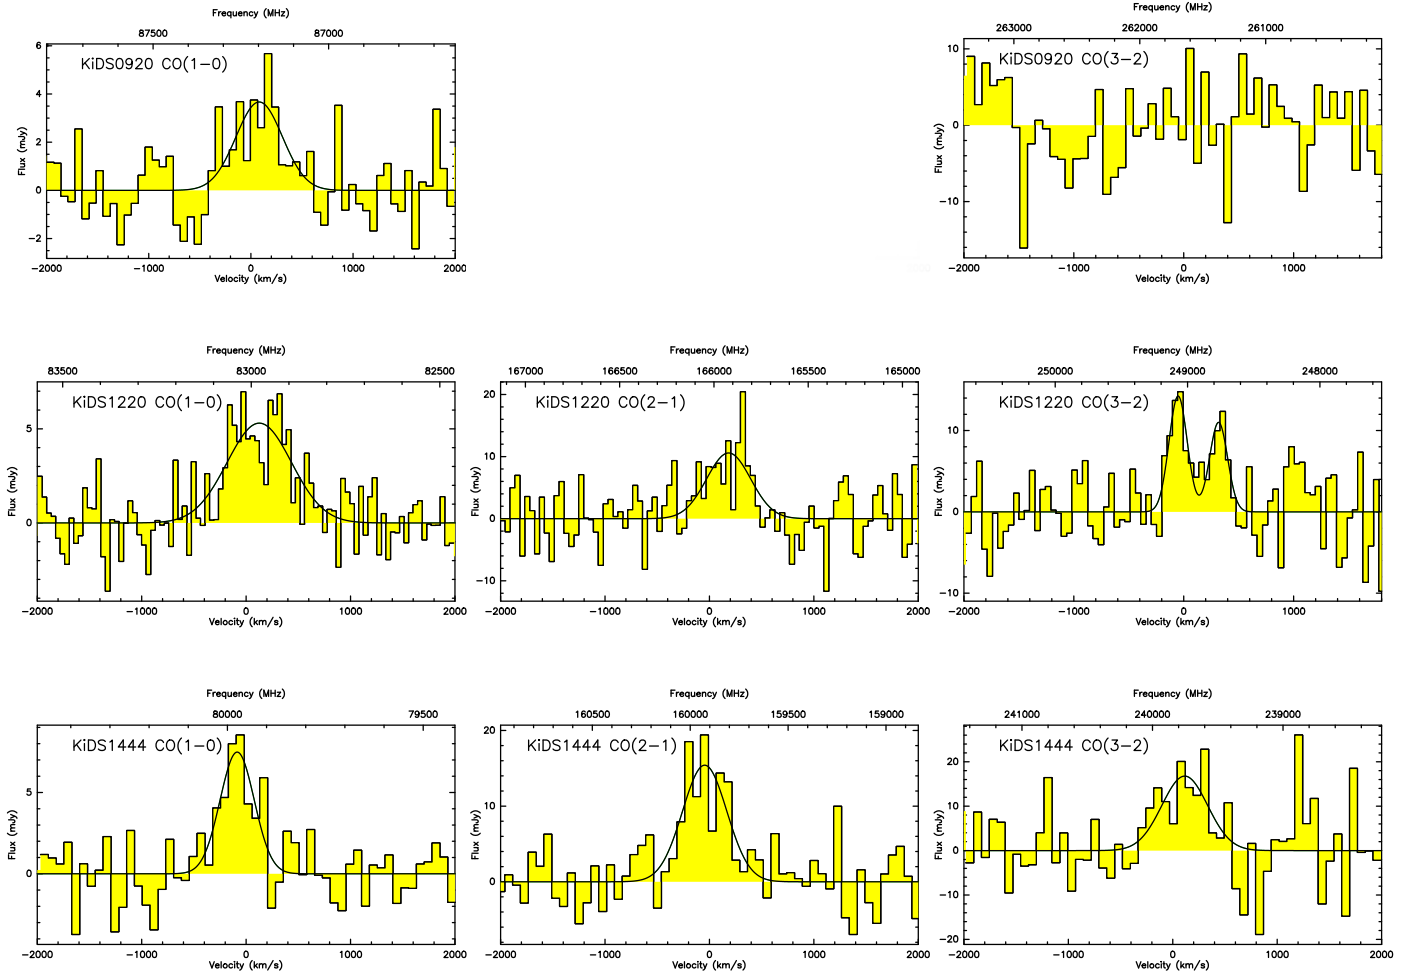 Frequency (MHz)
87500 87000
KiDS0920 CO(1−0)
Flux (mJy)
6
4
2
0
−2
−2000 −1000 0 1000 2000
Velocity (km/s)
Frequency (MHz)
263000 262000 261000
KiDS0920 CO(3−2)
Flux (mJy)
10
0
−10
−2000 −1000 0 1000
Velocity (km/s)
Frequency (MHz)
83500 83000 82500
KiDS1220 CO(1−0)
Flux (mJy)
5
0
−2000 −1000 0 1000 2000
Velocity (km/s)
Frequency (MHz)
167000 166500 166000 165500 165000
KiDS1220 CO(2−1)
Flux (mJy)
20
10
0
−10
−2000 −1000 0 1000 2000
Velocity (km/s)
Frequency (MHz)
250000 249000 248000
KiDS1220 CO(3−2)
Flux (mJy)
10
0
−10
−2000 −1000 0 1000
Velocity (km/s)
Frequency (MHz)
80000 79500
KiDS1444 CO(1−0)
Flux (mJy)
5
0
−2000 −1000 0 1000 2000
Velocity (km/s)
Frequency (MHz)
160500 160000 159500 159000
KiDS1444 CO(2−1)
Flux (mJy)
20
10
0
−2000 −1000 0 1000 2000
Velocity (km/s)
Frequency (MHz)
241000 240000 239000
KiDS1444 CO(3−2)
Flux (mJy)
20
10
0
−10
−20
−2000 −1000 0 1000 2000
Velocity (km/s)